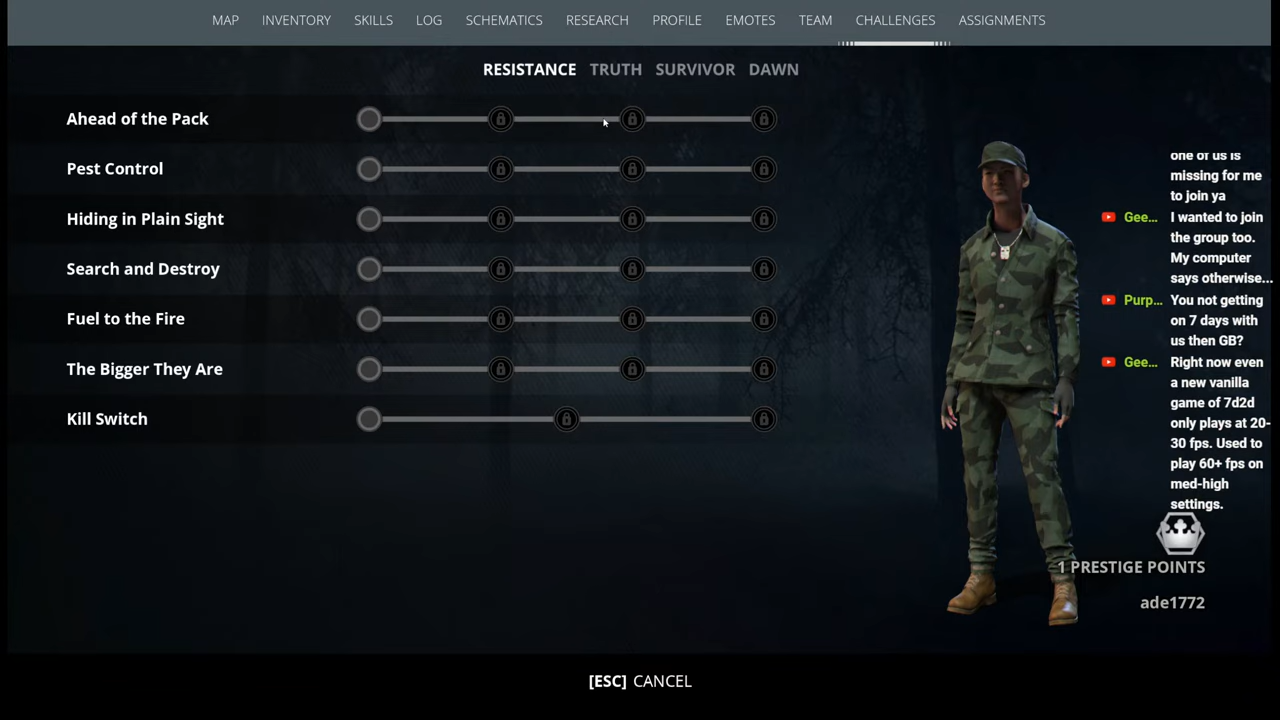 MAP INVENTORY SKILLS LOG SCHEMATICS RESEARCH PROFILE EMOTES TEAM CHALLENGES ASSIGNMENTS
RESISTANCE TRUTH SURVIVOR DAWN
Ahead of the Pack
Pest Control
Hiding in Plain Sight
Search and Destroy
Fuel to the Fire
The Bigger They Are
Kill Switch
one of us is
missing for me
to join ya
Gee... I wanted to join
the group too.
My computer
says otherwise...
Purp... You not getting
on 7 days with
us then GB?
Gee... Right now even
a new vanilla
game of 7d2d
only plays at 20-
30 fps. Used to
play 60+ fps on
med-high
settings.
1 PRESTIGE POINTS
ade1772
[ESC] CANCEL